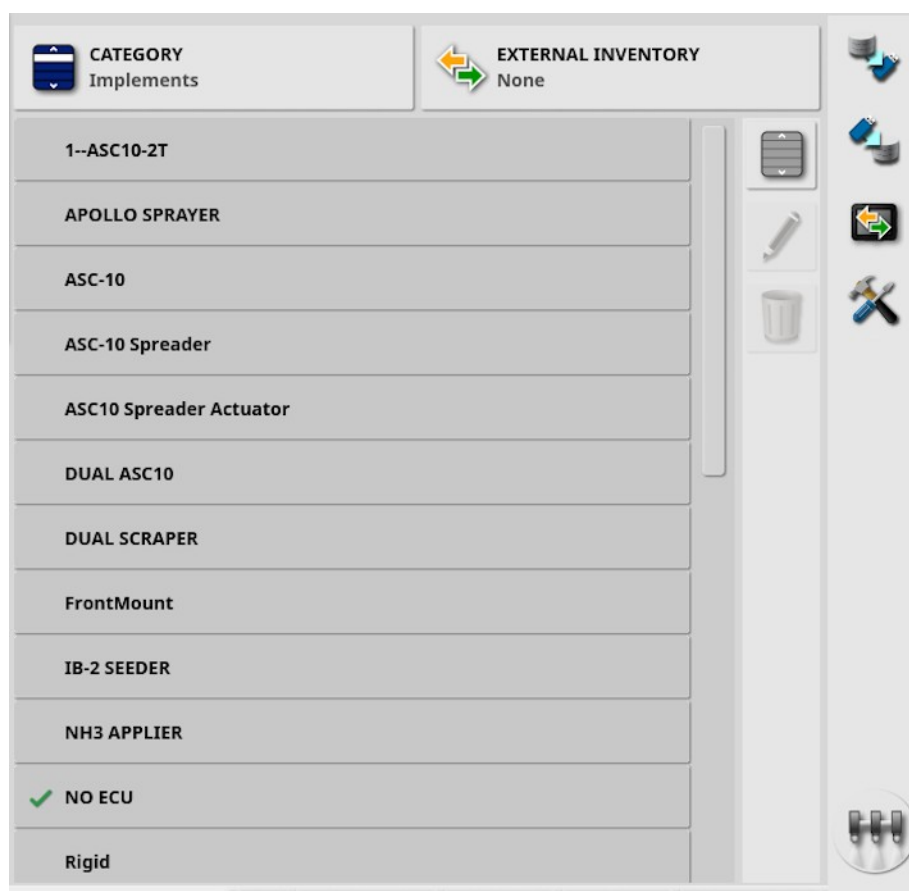 CATEGORY
Implements
EXTERNAL INVENTORY
None
1--ASC10-2T
APOLLO SPRAYER
ASC-10
ASC-10 Spreader
ASC10 Spreader Actuator
DUAL ASC10
DUAL SCRAPER
FrontMount
IB-2 SEEDER
NH3 APPLIER
NO ECU
Rigid